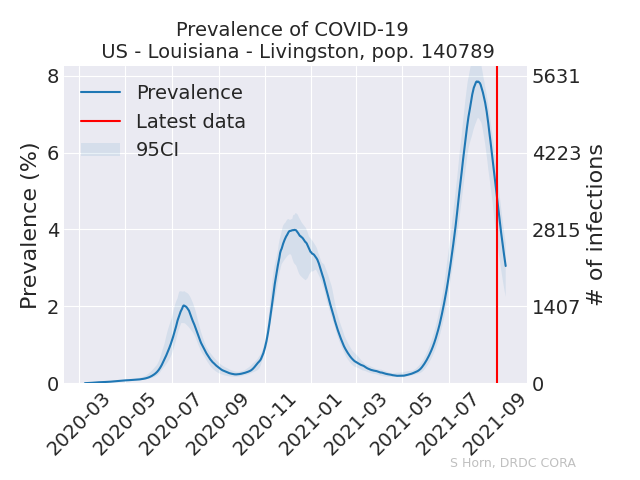 Prevalence of COVID-19
US - Louisiana - Livingston, pop. 140789
Prevalence
Latest data
95CI
Prevalence (%)
8
6
4
2
0
5631
4223
2815
1407
0
# of infections
2020-03
2020-05
2020-07
2020-09
2020-11
2021-01
2021-03
2021-05
2021-07
2021-09
S Horn, DRDC CORA